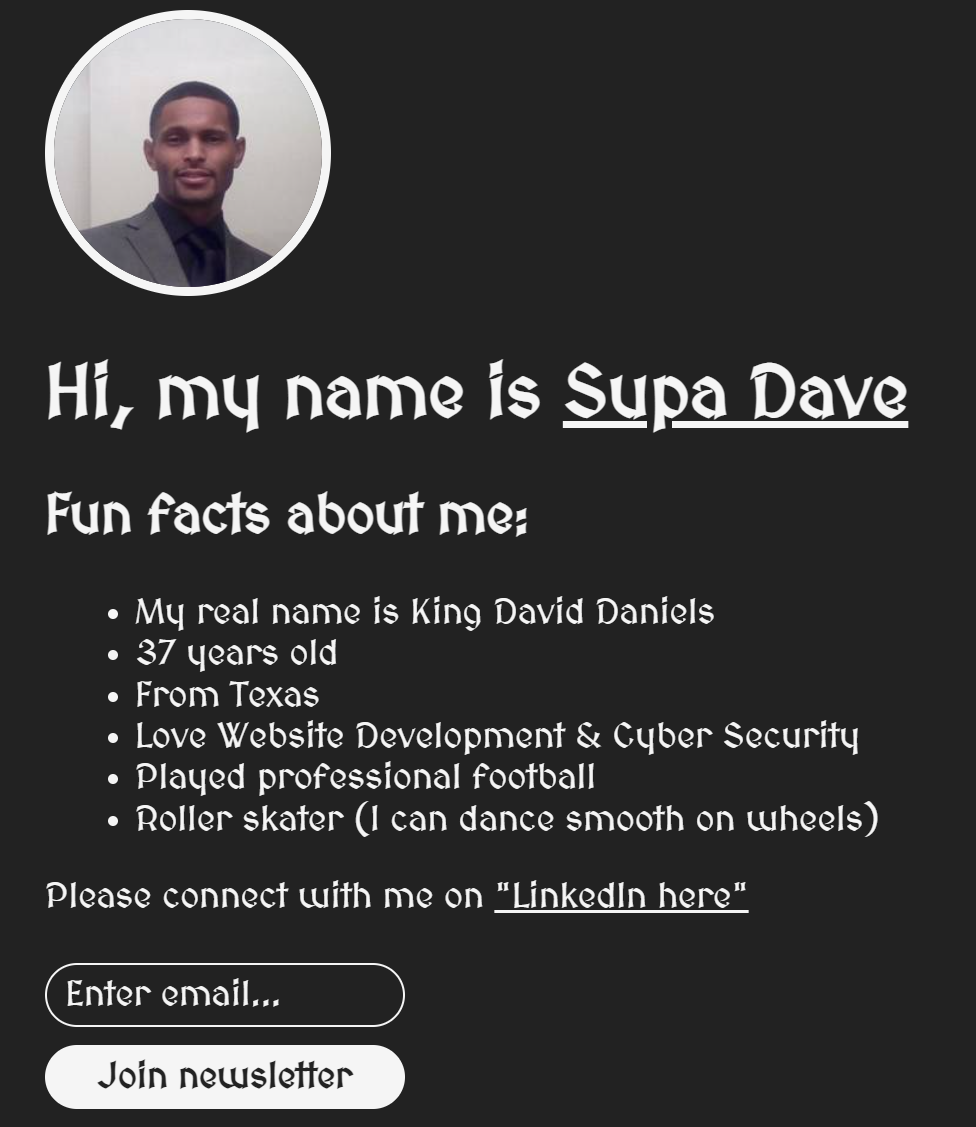 Hi, my name is Supa Dave
Fun facts about me:
• My real name is King David Daniels
• 37 years old
• From Texas
• Love Website Development & Cyber Security
• Played professional football
• Roller skater (I can dance smooth on wheels)
Please connect with me on "LinkedIn here"
Enter email...
Join newsletter